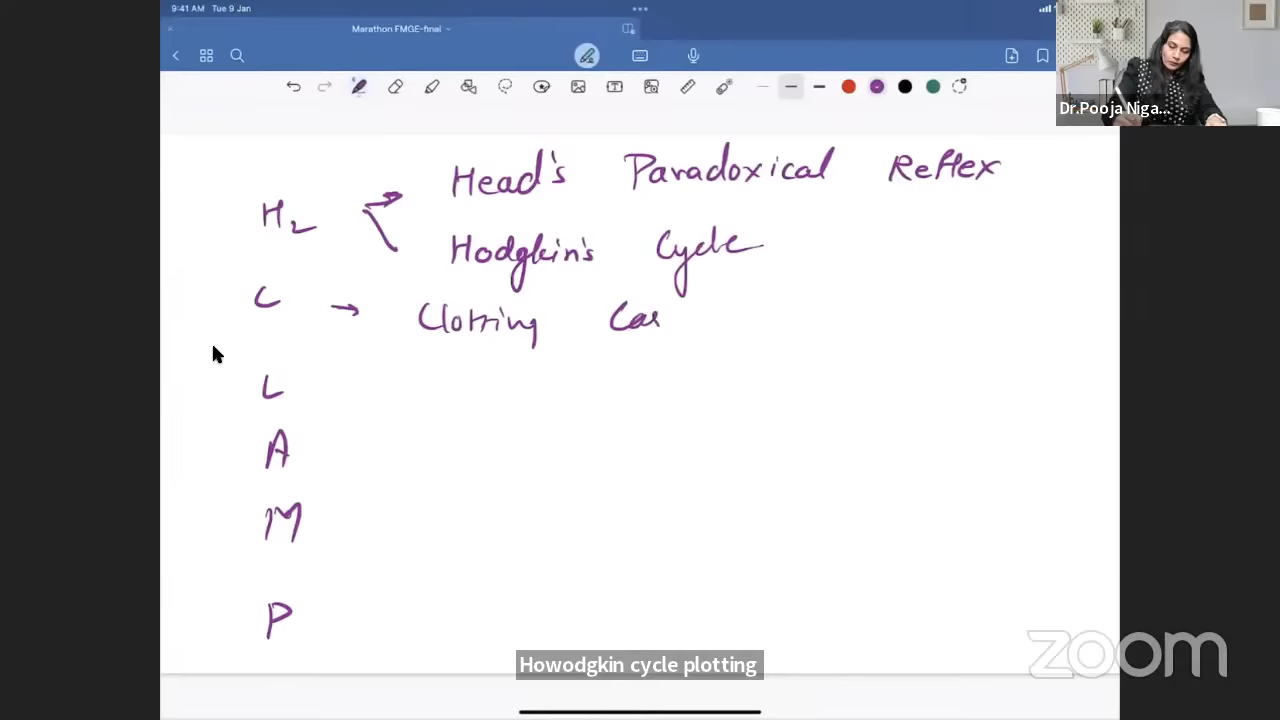 9:41 AM Tue 9 Jan
Marathon FMGE-final
Dr.Pooja Niga...
H2 Head's Paradoxical Reflex
Hodgkin's Cycle
C → Clotting Cas
L
A
M
P
Howodgkin cycle plotting
zoom